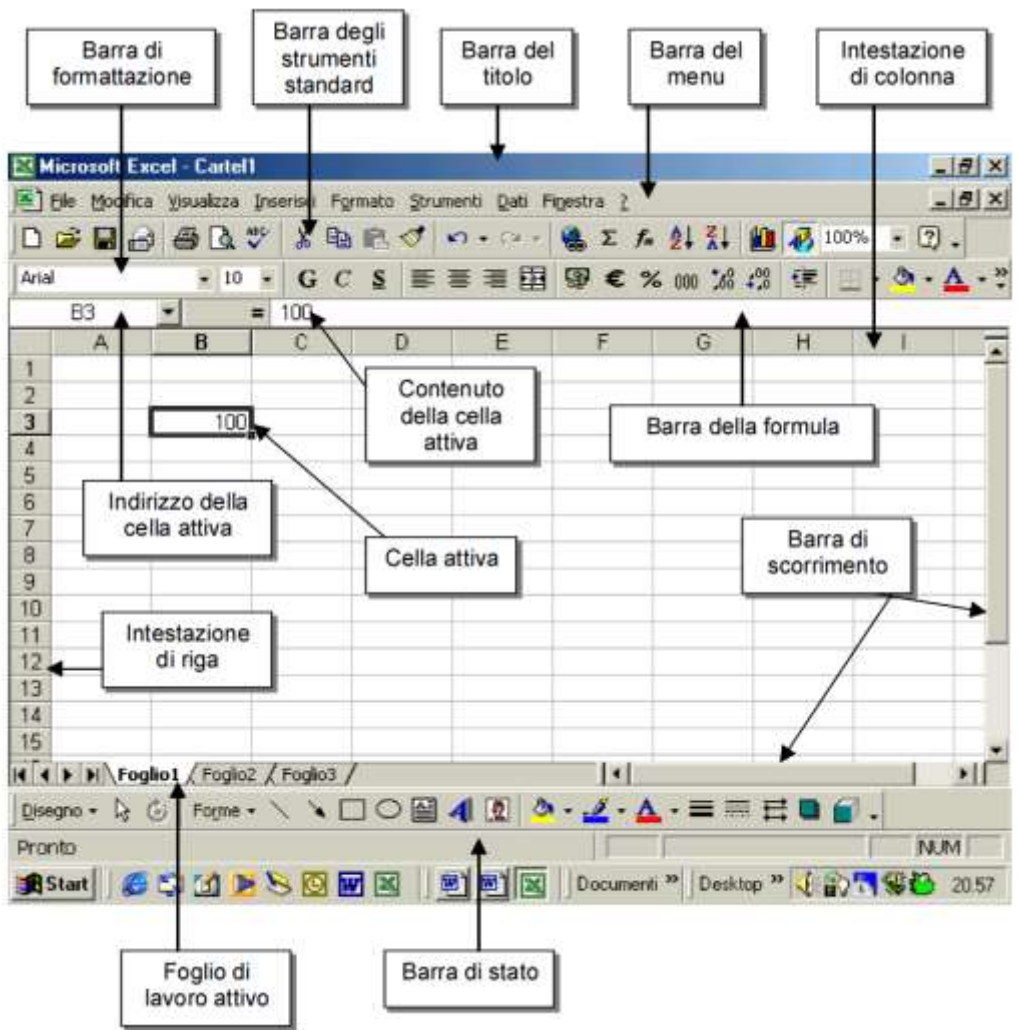 Barra di
formattazione
Barra degli
strumenti
standard
Barra del
titolo
Barra del
menu
Intestazione
di colonna
Microsoft Excel - Cartel1
File Modifica Visualizza Inserisci Formato Strumenti Dati Finestra ?
100%
Arial 10 G C S € % 000
B3 = 100
A B C D E F G H I
1
2
3 100
4
5
6
7
8
9
10
11
12
13
14
15
Contenuto
della cella
attiva
Barra della formula
Indirizzo della
cella attiva
Cella attiva
Barra di
scorrimento
Intestazione
di riga
Foglio1 Foglio2 Foglio3
Disegno Forme
Pronto NUM
Start Documenti » Desktop » 20.57
Foglio di
lavoro attivo
Barra di stato